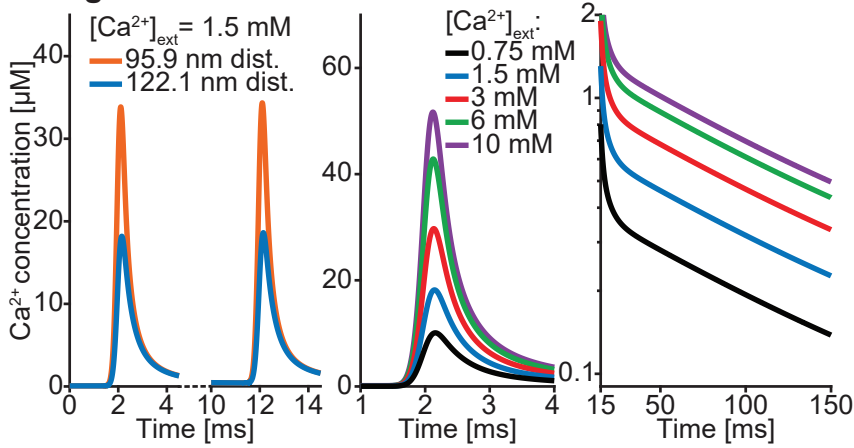 [Ca²⁺]ext = 1.5 mM
95.9 nm dist.
122.1 nm dist.
Ca²⁺ concentration [µM]
40
30
20
10
0
0 2 4 10 12 14
Time [ms]
[Ca²⁺]ext:
0.75 mM
1.5 mM
3 mM
6 mM
10 mM
60
40
20
0
1 2 3 4
Time [ms]
2
1
0.1
15 50 100 150
Time [ms]